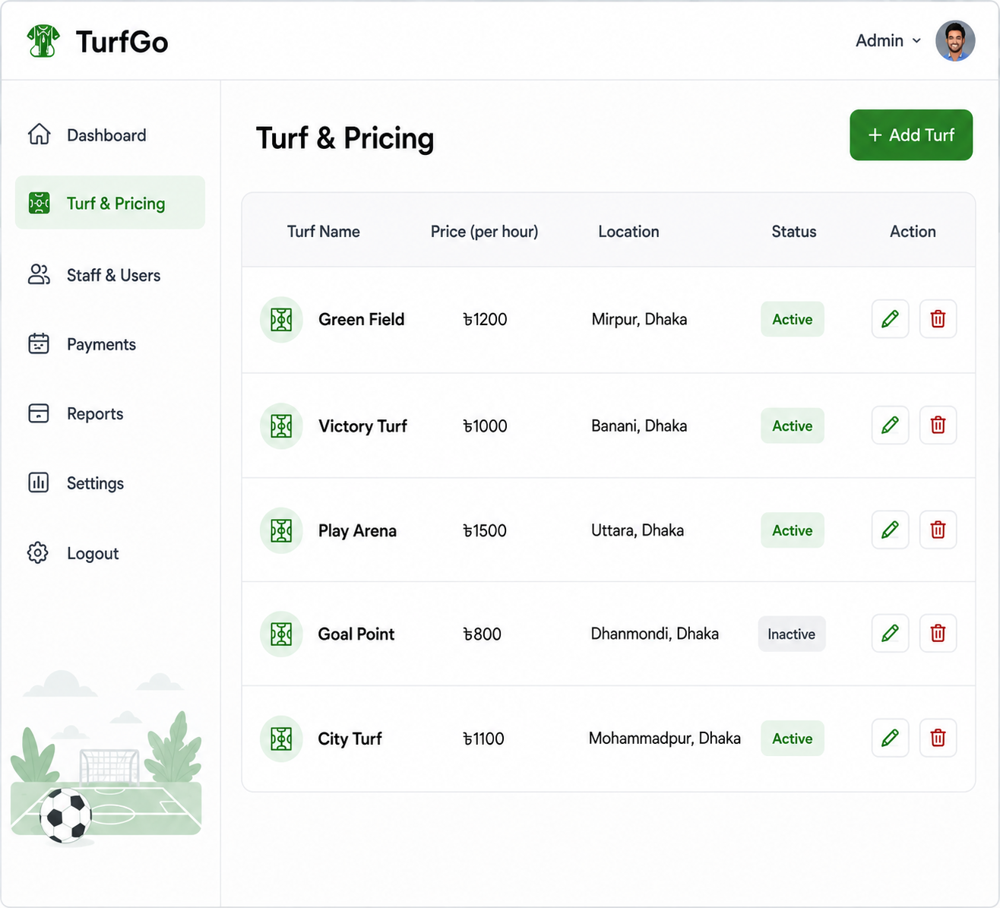 TurfGo
Admin
Dashboard
Turf & Pricing
Staff & Users
Payments
Reports
Settings
Logout
Turf & Pricing
+ Add Turf
Turf Name Price (per hour) Location Status Action
Green Field ৳1200 Mirpur, Dhaka Active
Victory Turf ৳1000 Banani, Dhaka Active
Play Arena ৳1500 Uttara, Dhaka Active
Goal Point ৳800 Dhanmondi, Dhaka Inactive
City Turf ৳1100 Mohammadpur, Dhaka Active